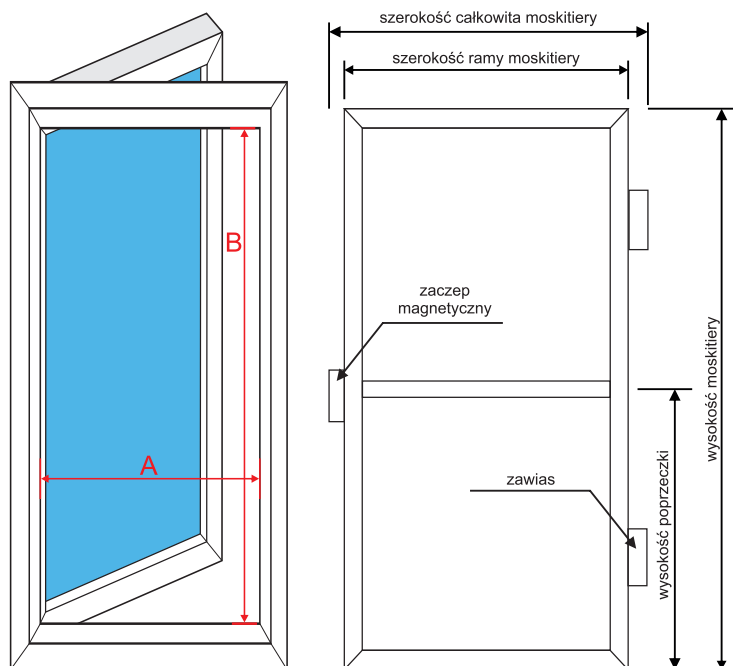 szerokość całkowita moskitiery
szerokość ramy moskitiery
B
A
zaczep
magnetyczny
zawias
wysokość poprzeczki
wysokość moskitiery